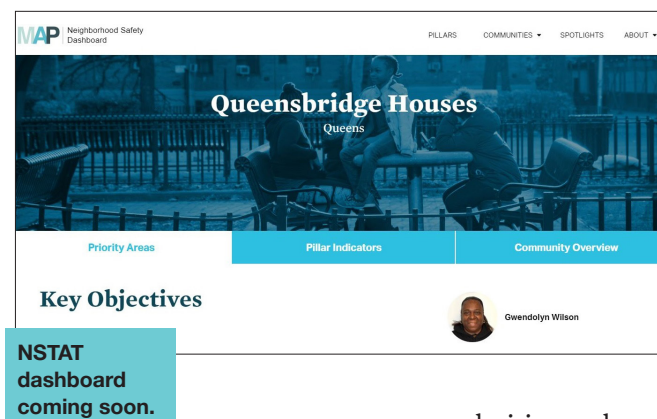 MAP Neighborhood Safety
Dashboard
PILLARS COMMUNITIES SPOTLIGHTS ABOUT
Queensbridge Houses
Queens
Priority Areas Pillar Indicators Community Overview
Key Objectives
Gwendolyn Wilson
NSTAT
dashboard
coming soon.